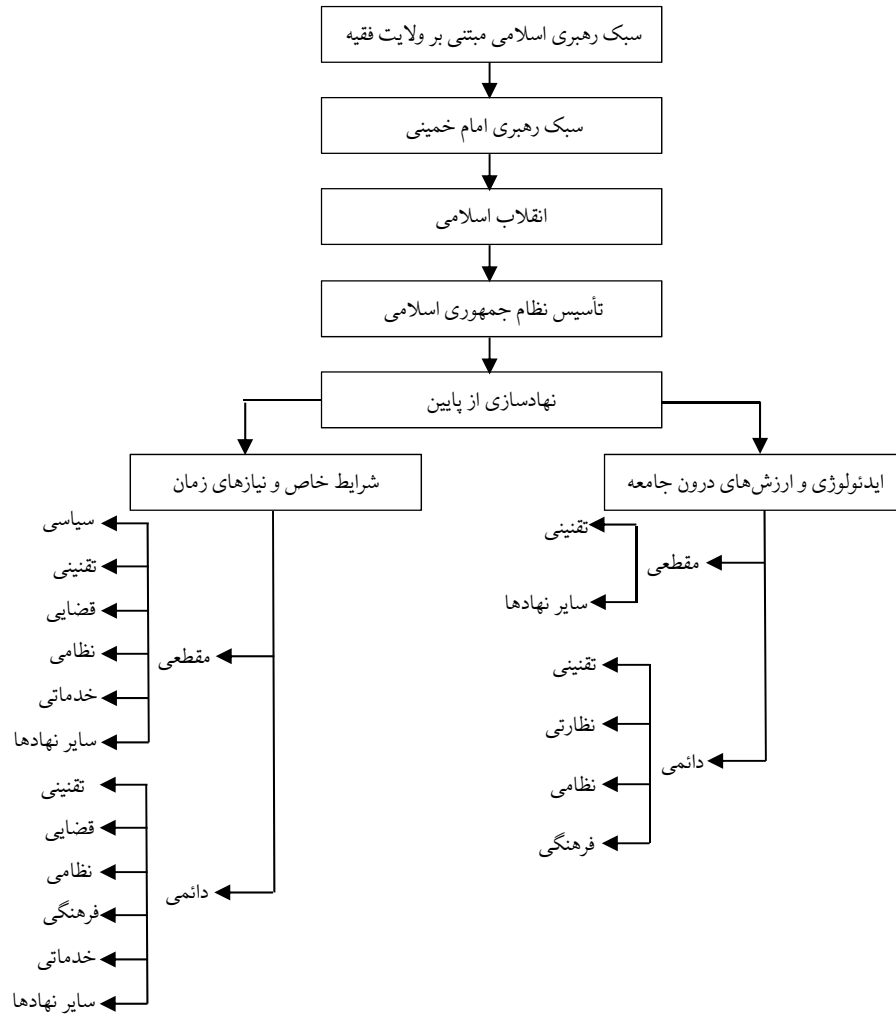 سبک رهبری اسلامی مبتنی بر ولایت فقیه
سبک رهبری امام خمینی
انقلاب اسلامی
تأسیس نظام جمهوری اسلامی
نهادسازی از پایین
ایدئولوژی و ارزش‌های درون جامعه
مقطعی
تقنینی
سایر نهادها
دائمی
تقنینی
نظارتی
نظامی
فرهنگی
شرایط خاص و نیازهای زمان
مقطعی
سیاسی
تقنینی
قضایی
نظامی
خدماتی
سایر نهادها
دائمی
تقنینی
قضایی
نظامی
فرهنگی
خدماتی
سایر نهادها